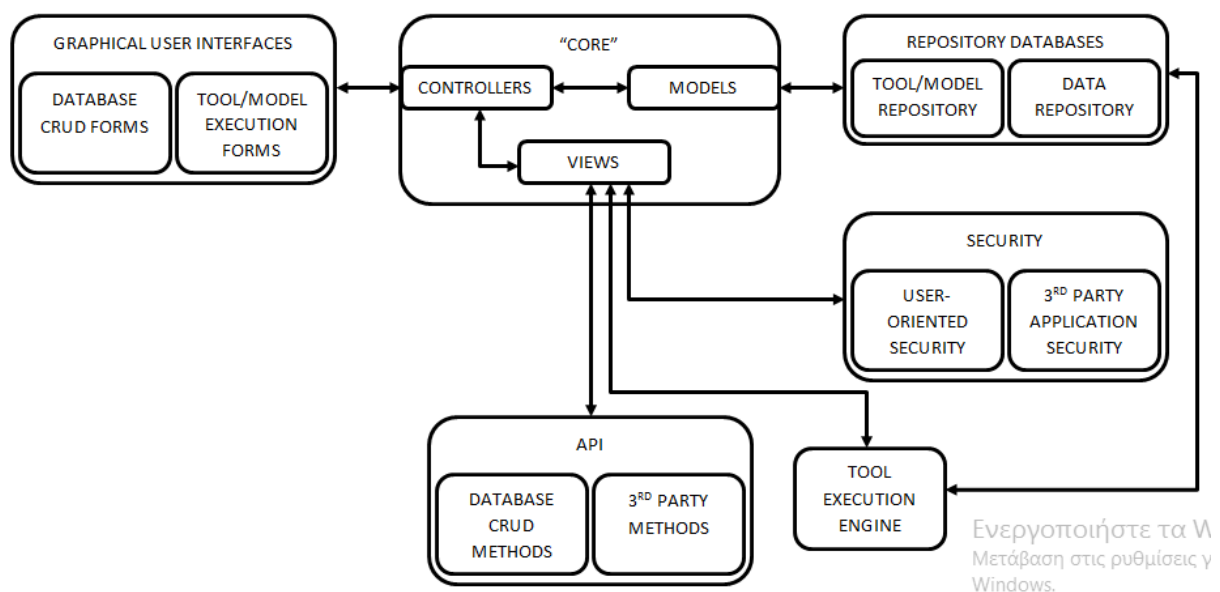 GRAPHICAL USER INTERFACES
DATABASE
CRUD FORMS
TOOL/MODEL
EXECUTION
FORMS
“CORE”
CONTROLLERS
MODELS
VIEWS
REPOSITORY DATABASES
TOOL/MODEL
REPOSITORY
DATA
REPOSITORY
SECURITY
USER-
ORIENTED
SECURITY
3RD PARTY
APPLICATION
SECURITY
API
DATABASE
CRUD
METHODS
3RD PARTY
METHODS
TOOL
EXECUTION
ENGINE
Ενεργοποιήστε τα W
Μετάβαση στις ρυθμίσεις γ
Windows.